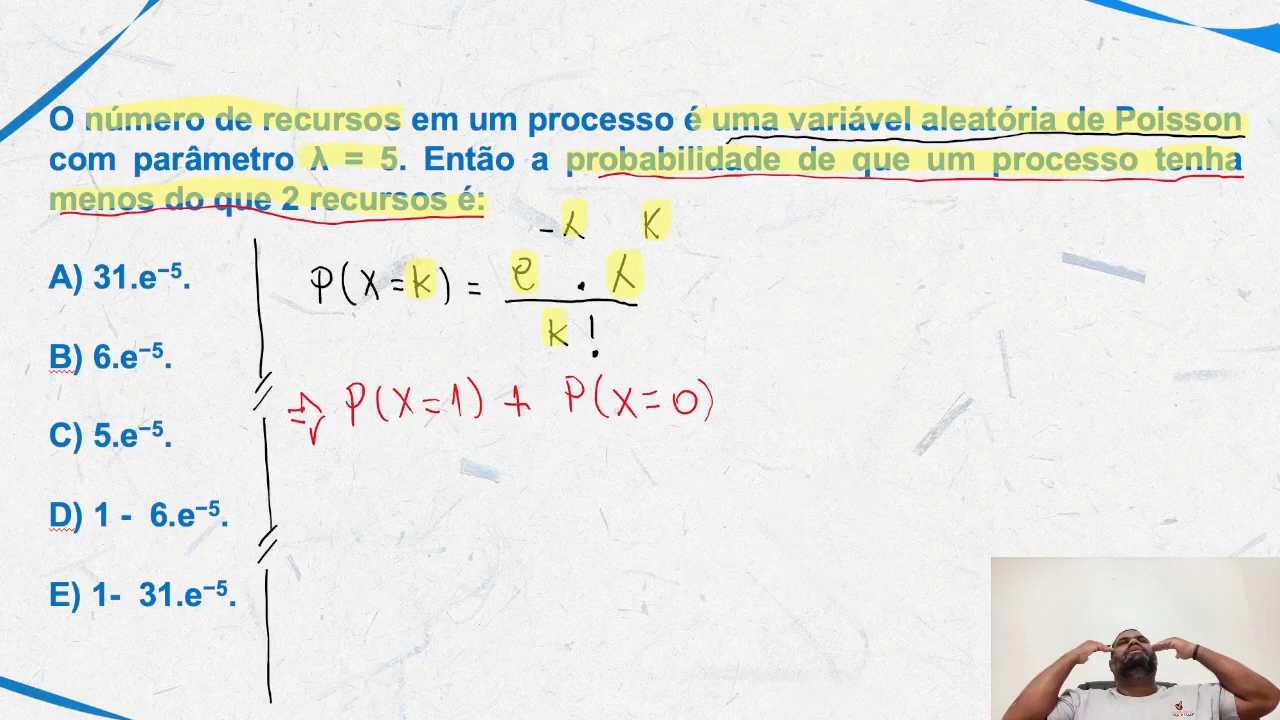 O número de recursos em um processo é uma variável aleatória de Poisson
com parâmetro λ = 5. Então a probabilidade de que um processo tenha
menos do que 2 recursos é:
A) 31.e⁻⁵.
B) 6.e⁻⁵.
C) 5.e⁻⁵.
D) 1 - 6.e⁻⁵.
E) 1- 31.e⁻⁵.
P(X=k) = e^-λ . λ^k / k!
⇒ P(X=1) + P(X=0)